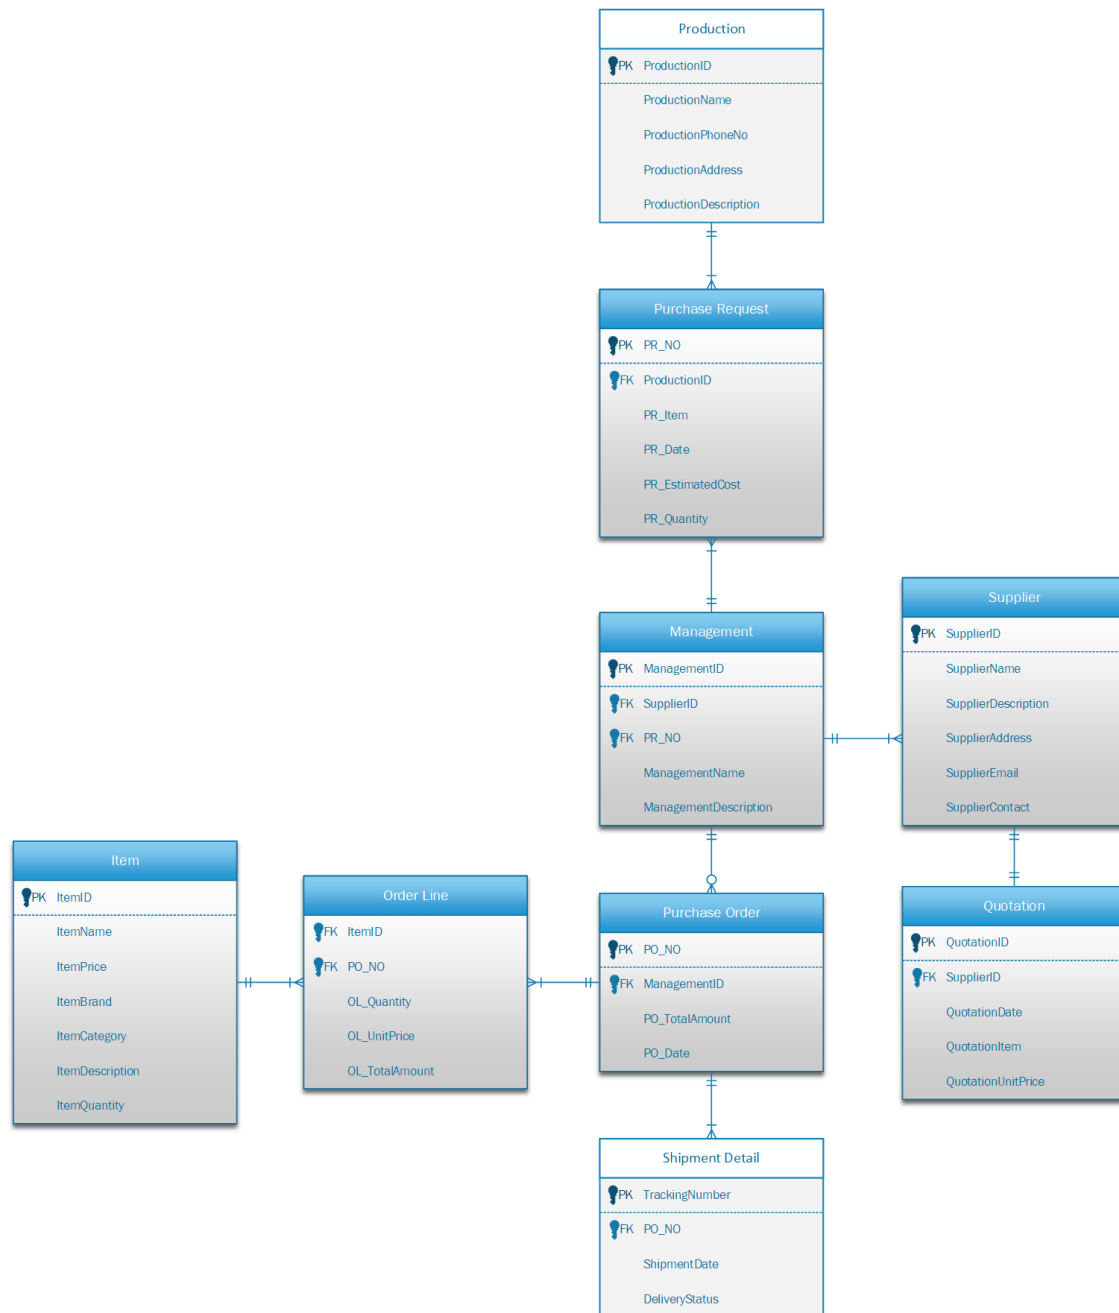 Production
PK ProductionID
ProductionName
ProductionPhoneNo
ProductionAddress
ProductionDescription
Purchase Request
PK PR_NO
FK ProductionID
PR_Item
PR_Date
PR_EstimatedCost
PR_Quantity
Management
PK ManagementID
FK SupplierID
FK PR_NO
ManagementName
ManagementDescription
Supplier
PK SupplierID
SupplierName
SupplierDescription
SupplierAddress
SupplierEmail
SupplierContact
Item
PK ItemID
ItemName
ItemPrice
ItemBrand
ItemCategory
ItemDescription
ItemQuantity
Order Line
FK ItemID
FK PO_NO
OL_Quantity
OL_UnitPrice
OL_TotalAmount
Purchase Order
PK PO_NO
FK ManagementID
PO_TotalAmount
PO_Date
Quotation
PK QuotationID
FK SupplierID
QuotationDate
QuotationItem
QuotationUnitPrice
Shipment Detail
PK TrackingNumber
FK PO_NO
ShipmentDate
DeliveryStatus